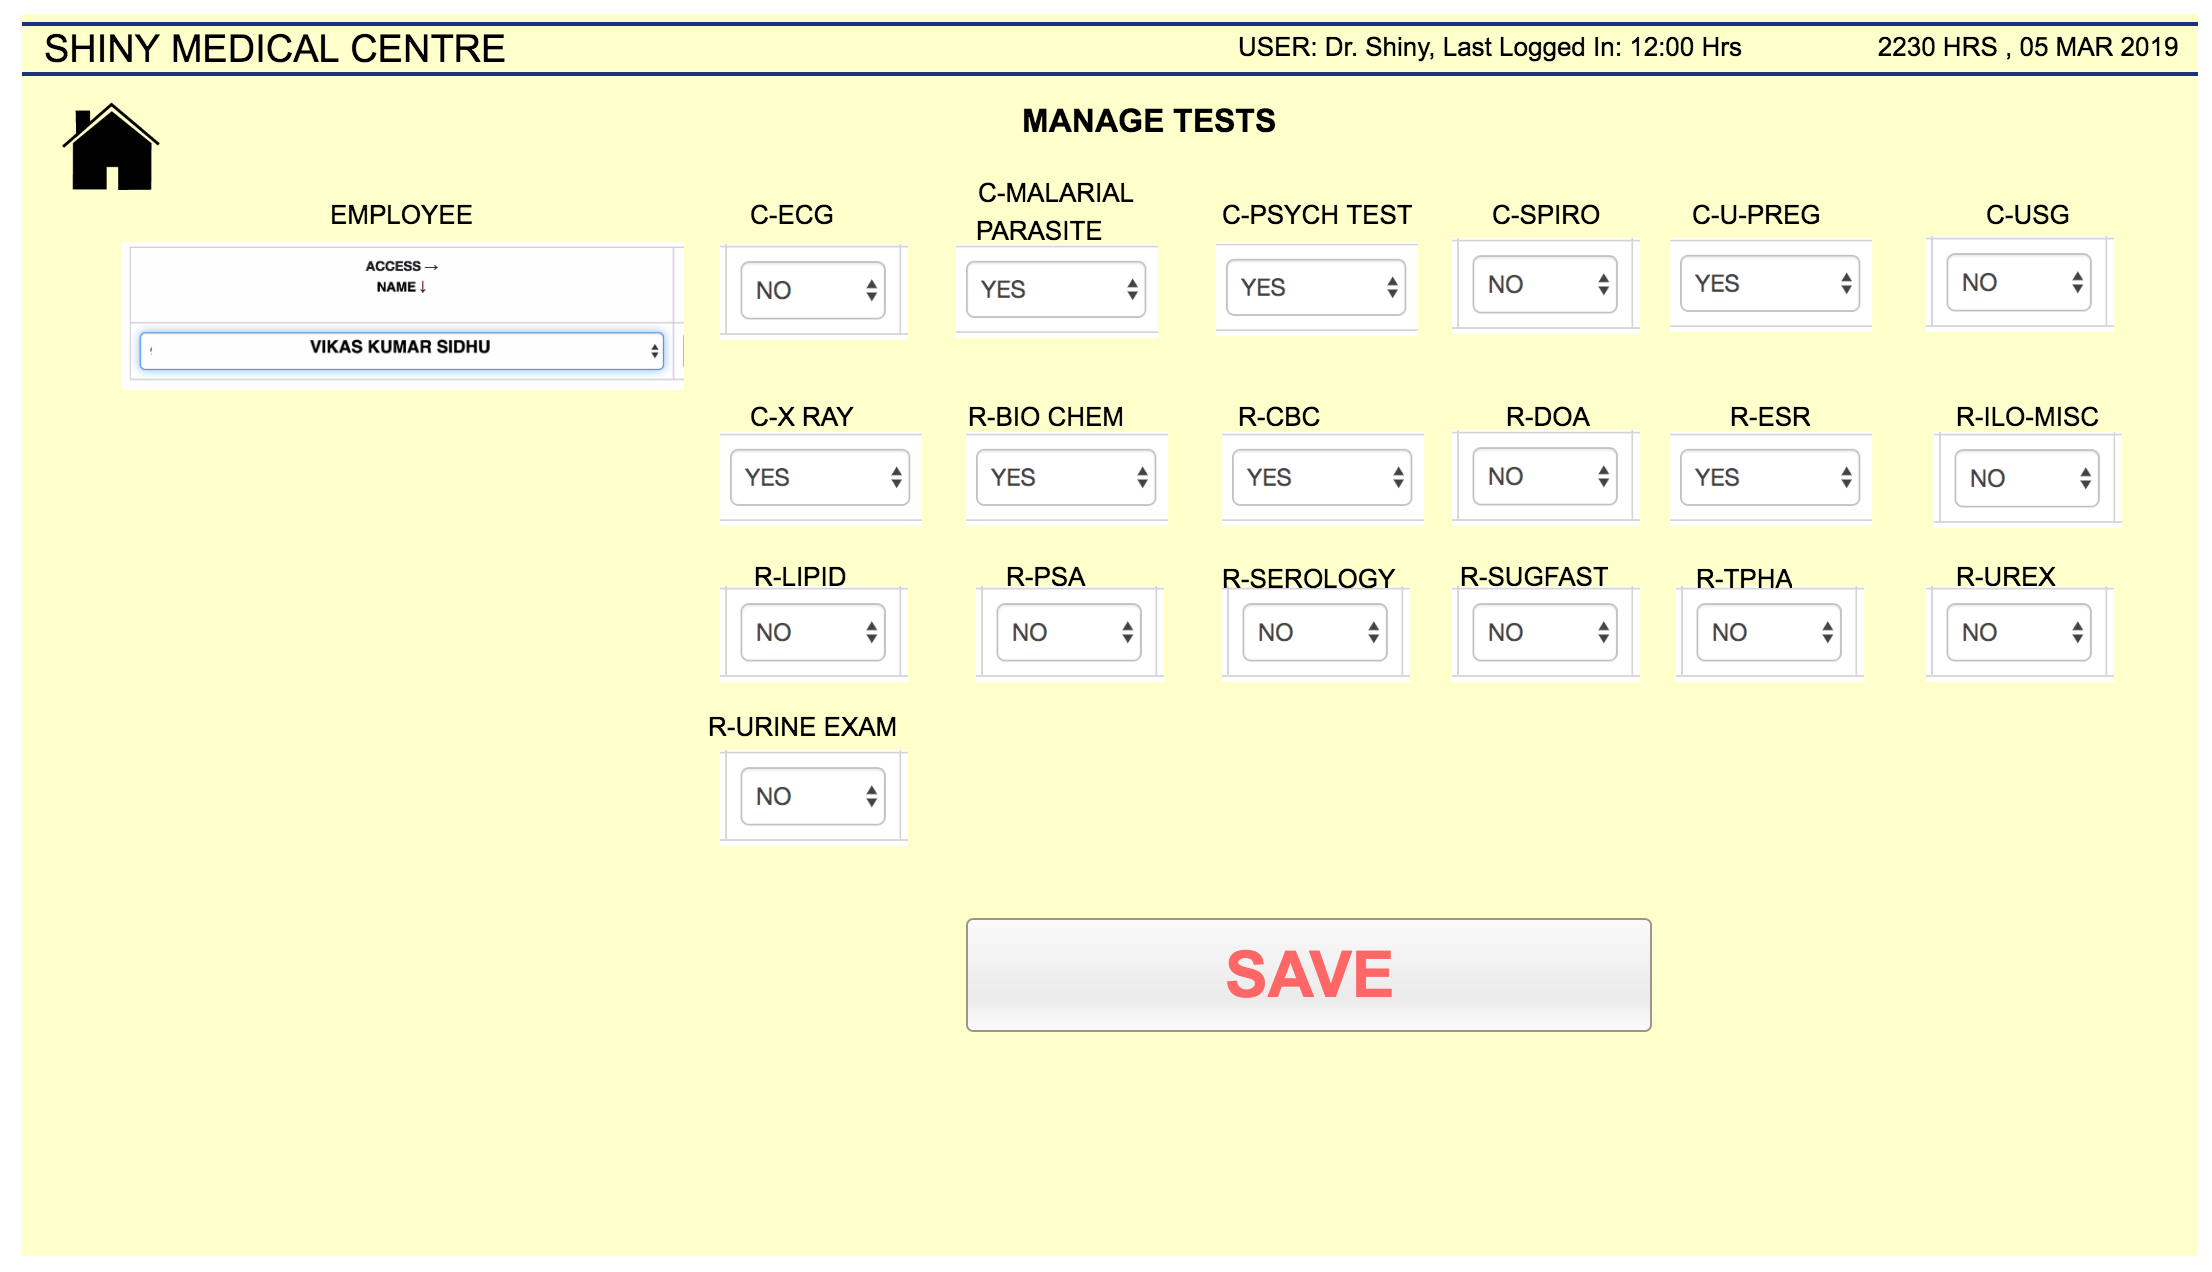 SHINY MEDICAL CENTRE
USER: Dr. Shiny, Last Logged In: 12:00 Hrs
2230 HRS , 05 MAR 2019
MANAGE TESTS
EMPLOYEE
ACCESS→
NAME↓
VIKAS KUMAR SIDHU
C-ECG
NO
C-MALARIAL
PARASITE
YES
C-PSYCH TEST
YES
C-SPIRO
NO
C-U-PREG
YES
C-USG
NO
C-X RAY
YES
R-BIO CHEM
YES
R-CBC
YES
R-DOA
NO
R-ESR
YES
R-ILO-MISC
NO
R-LIPID
NO
R-PSA
NO
R-SEROLOGY
NO
R-SUGFAST
NO
R-TPHA
NO
R-UREX
NO
R-URINE EXAM
NO
SAVE